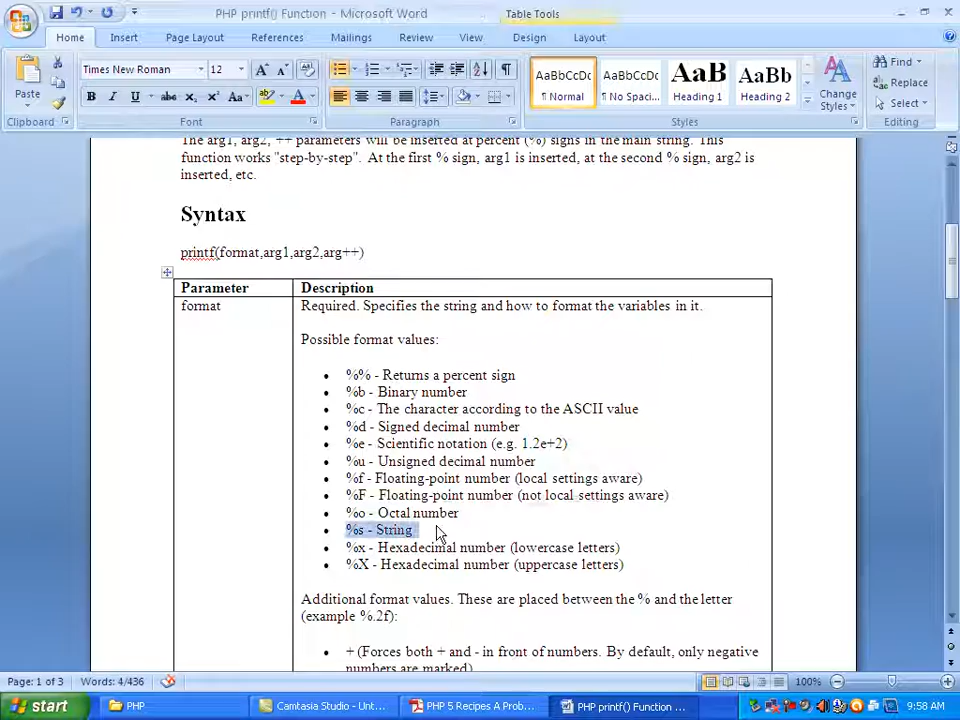 PHP printf() Function - Microsoft Word
Table Tools
Home
Insert
Page Layout
References
Mailings
Review
View
Design
Layout
Paste
Times New Roman
12
AaBbCcDc
AaBbCcDc
AaB
AaBb
¶ Normal
¶ No Spaci...
Heading 1
Heading 2
Change
Styles
Find
Replace
Select
Clipboard
Font
Paragraph
Styles
Editing
The arg1, arg2, ++ parameters will be inserted at percent (%) signs in the main string. This
function works "step-by-step". At the first % sign, arg1 is inserted, at the second % sign, arg2 is
inserted, etc.
Syntax
printf(format,arg1,arg2,arg++)
Parameter Description
format Required. Specifies the string and how to format the variables in it.
Possible format values:
• %% - Returns a percent sign
• %b - Binary number
• %c - The character according to the ASCII value
• %d - Signed decimal number
• %e - Scientific notation (e.g. 1.2e+2)
• %u - Unsigned decimal number
• %f - Floating-point number (local settings aware)
• %F - Floating-point number (not local settings aware)
• %o - Octal number
• %s - String
• %x - Hexadecimal number (lowercase letters)
• %X - Hexadecimal number (uppercase letters)
Additional format values. These are placed between the % and the letter
(example %.2f):
• + (Forces both + and - in front of numbers. By default, only negative
numbers are marked)
Page: 1 of 3
Words: 4/436
100%
start
PHP
Camtasia Studio - Unt...
PHP 5 Recipes A Prob...
PHP printf() Function ...
9:58 AM